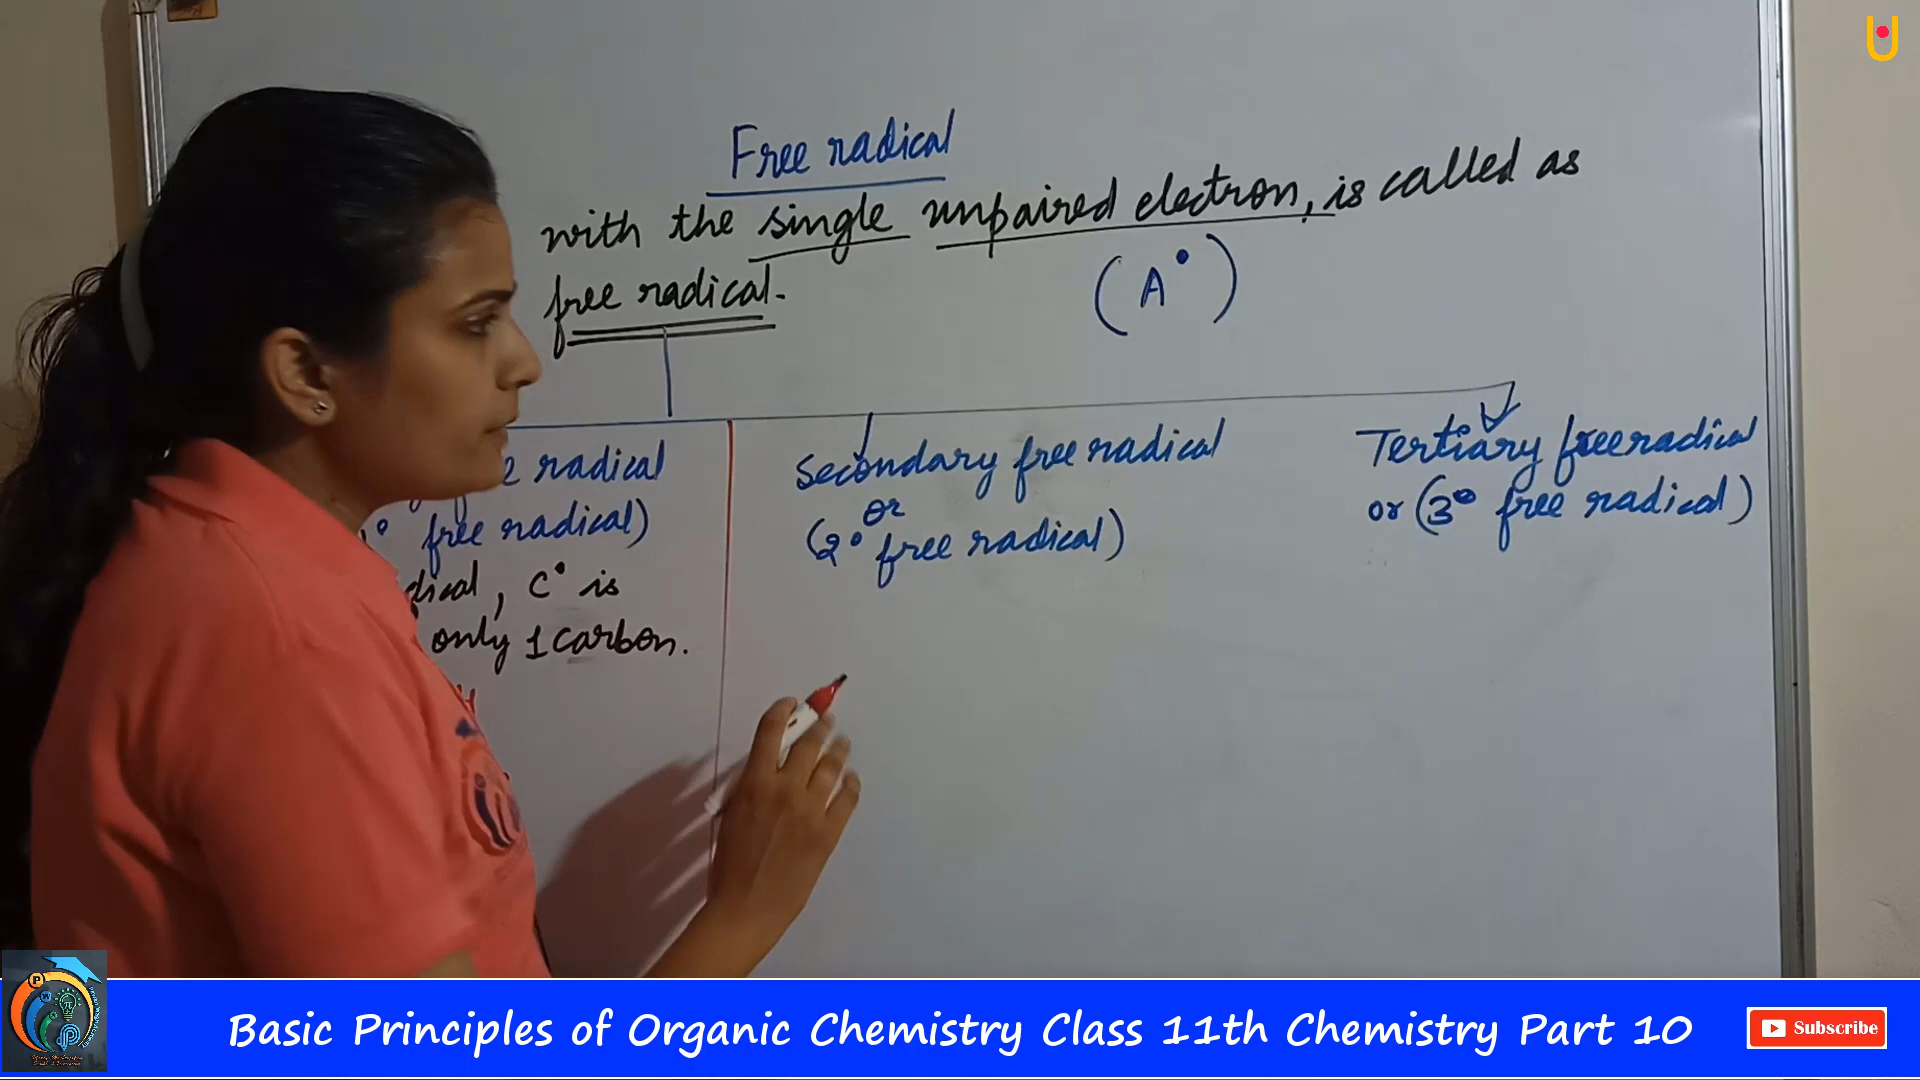 Free radical
with the single unpaired electron, is called as
free radical.
(A•)
e radical
Secondary free radical
Tertiary free radical
° free radical)
or
(2° free radical)
or (3° free radical)
dical, C• is
only 1 carbon.
Basic Principles of Organic Chemistry Class 11th Chemistry Part 10
Subscribe